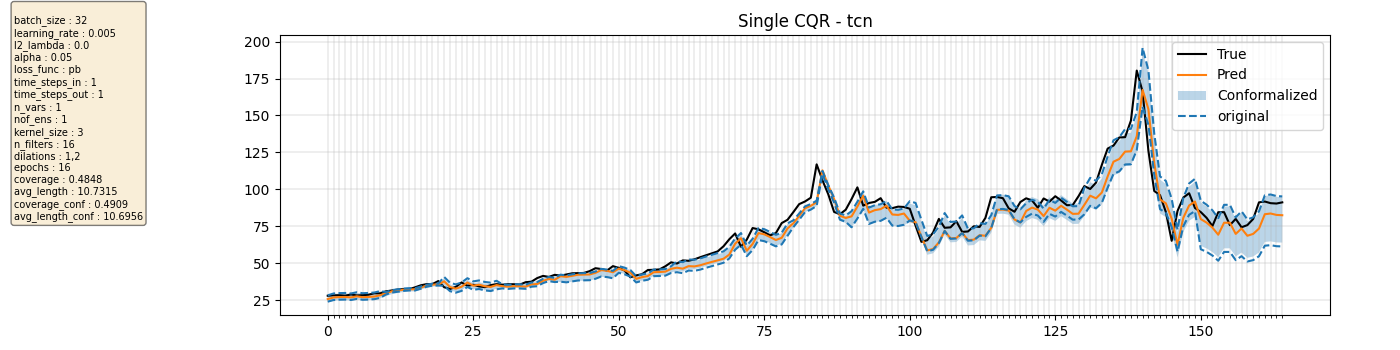 Single CQR - tcn
batch_size : 32
learning_rate : 0.005
l2_lambda : 0.0
alpha : 0.05
loss_func : pb
time_steps_in : 1
time_steps_out : 1
n_vars : 1
nof_ens : 1
kernel_size : 3
n_filters : 16
dilations : 1,2
epochs : 16
coverage : 0.4848
avg_length : 10.7315
coverage_conf : 0.4909
avg_length_conf : 10.6956
200
175
150
125
100
75
50
25
0 25 50 75 100 125 150
True
Pred
Conformalized
original